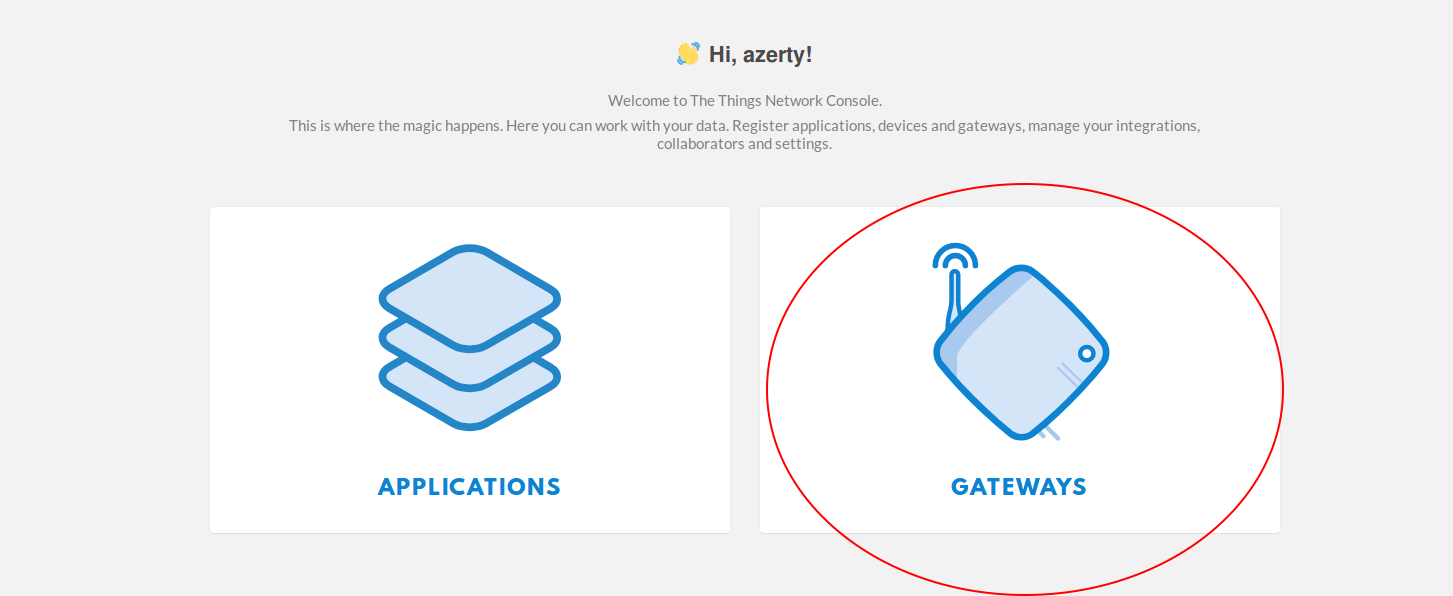 Hi, azerty!
Welcome to The Things Network Console.
This is where the magic happens. Here you can work with your data. Register applications, devices and gateways, manage your integrations,
collaborators and settings.
APPLICATIONS
GATEWAYS